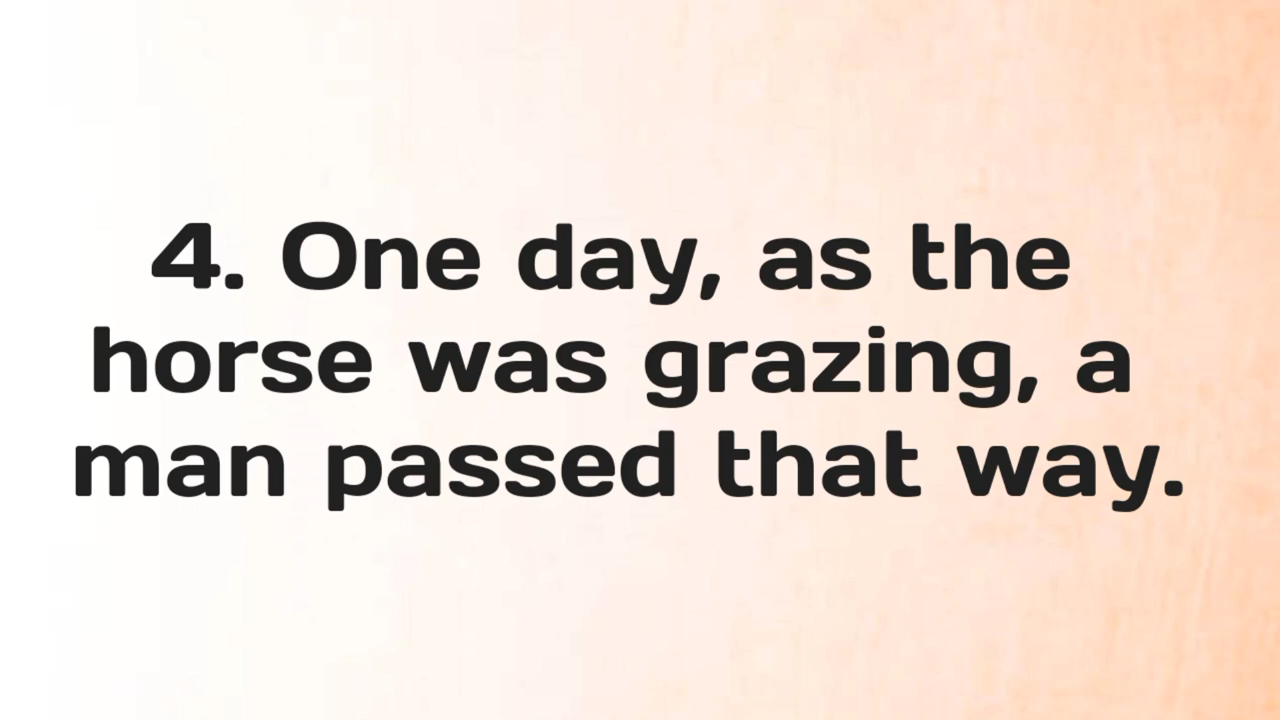 4. One day, as the
horse was grazing, a
man passed that way.